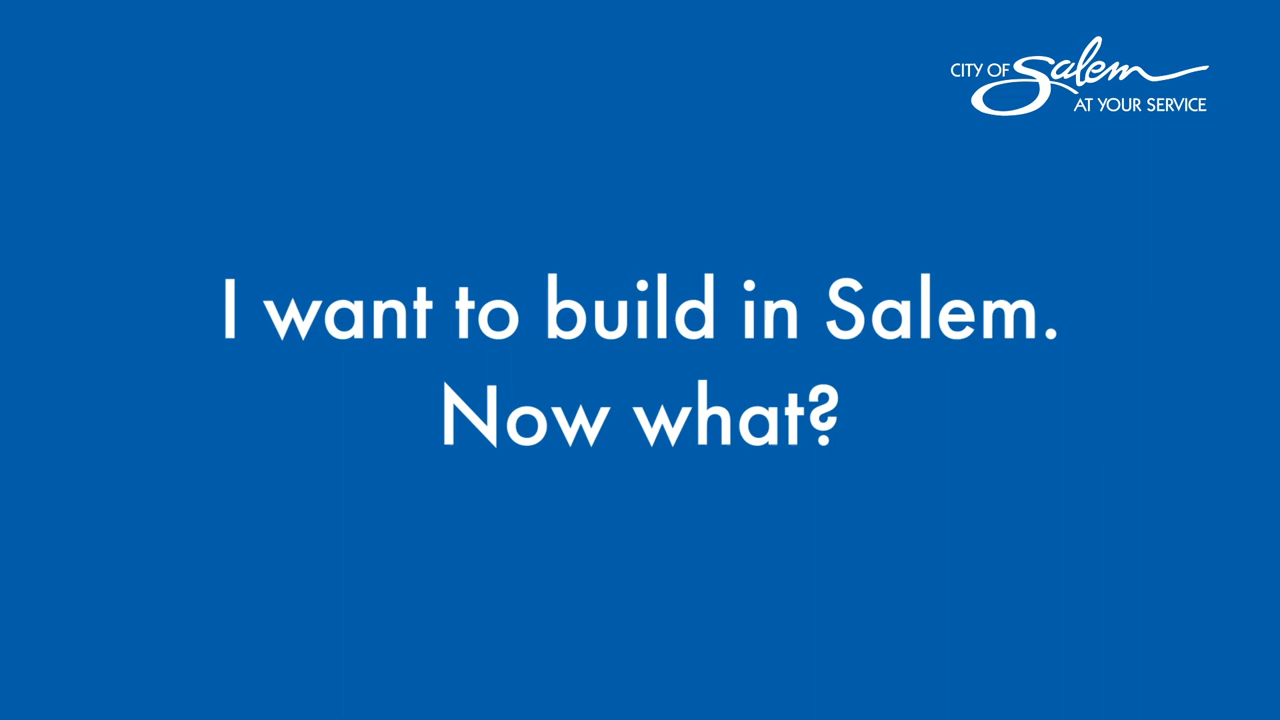 CITY OF Salem
AT YOUR SERVICE
I want to build in Salem.
Now what?